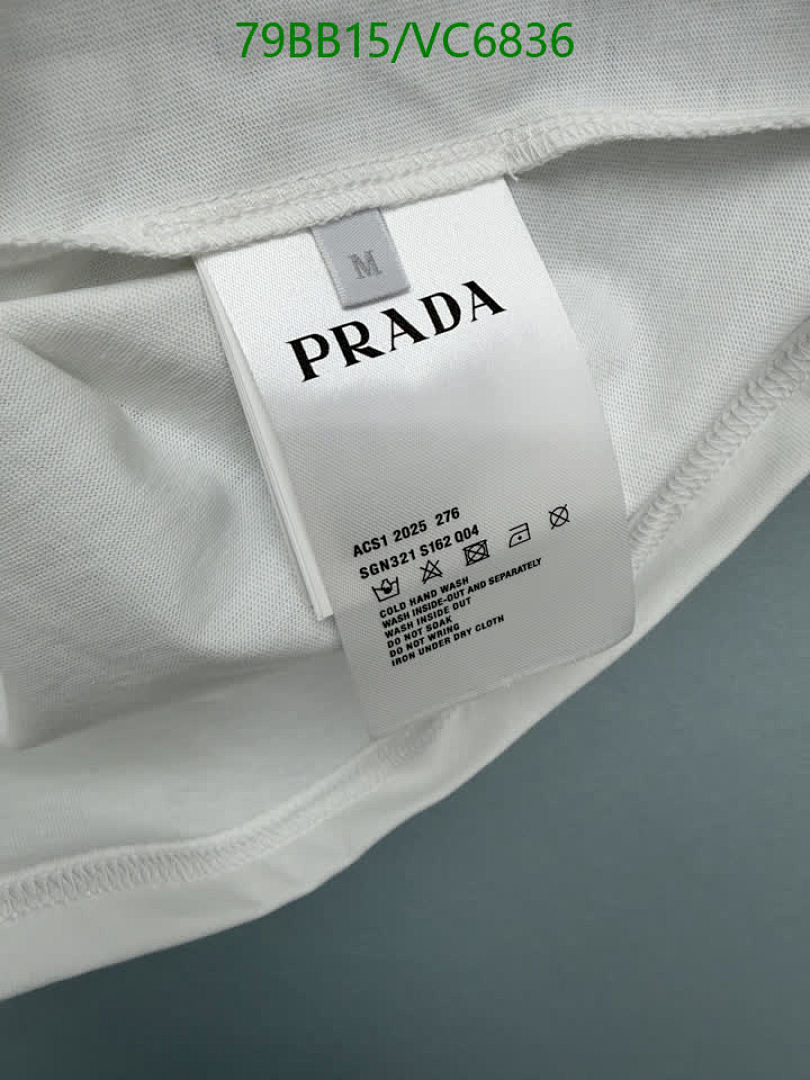 79BB15/VC6836
M
PRADA
ACS1 2025 276
SGN321 S162 Q04
COLD HAND WASH
WASH INSIDE-OUT AND SEPARATELY
WASH INSIDE OUT
DO NOT SOAK
DO NOT WRING
IRON UNDER DRY CLOTH